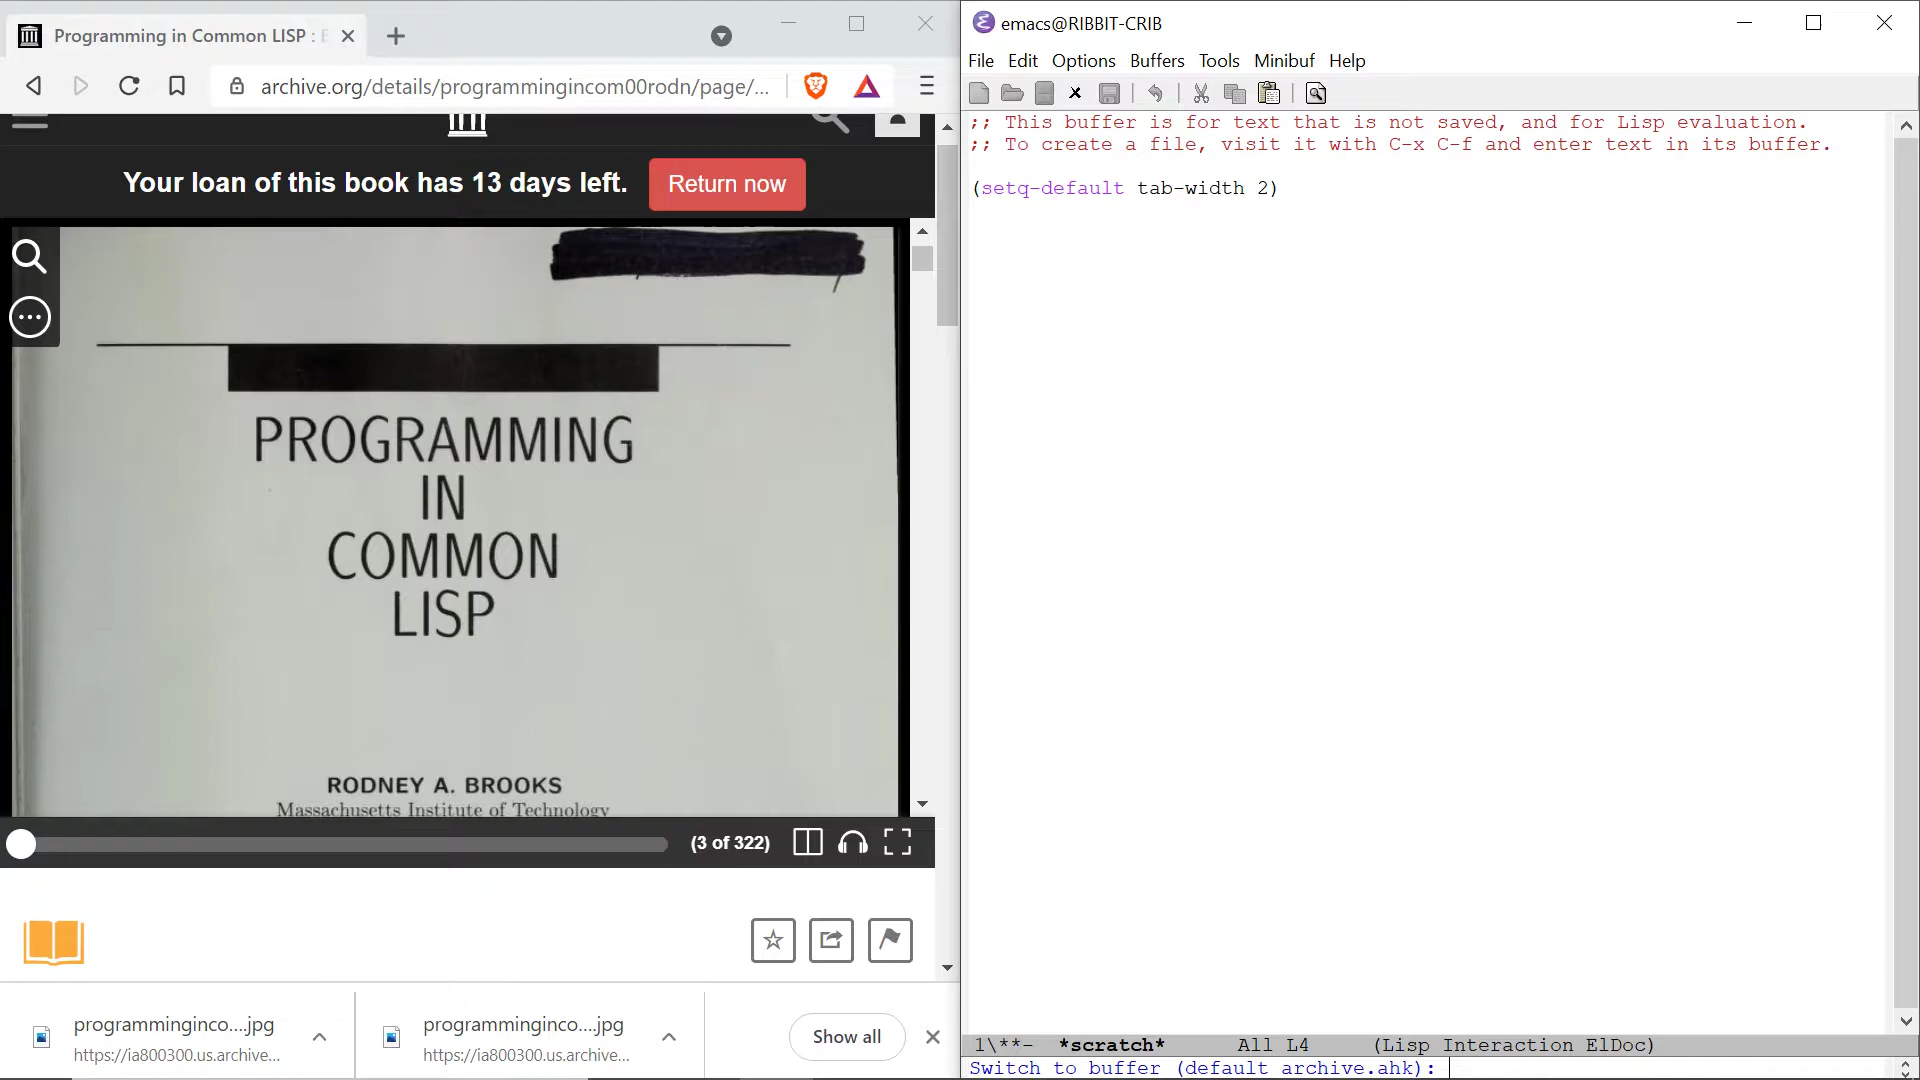 Programming in Common LISP : E
archive.org/details/programmingincom00rodn/page/...
Your loan of this book has 13 days left.
Return now
PROGRAMMING
IN
COMMON
LISP
RODNEY A. BROOKS
Massachusetts Institute of Technology
(3 of 322)
programminginco....jpg
https://ia800300.us.archive...
programminginco....jpg
https://ia800300.us.archive...
Show all
emacs@RIBBIT-CRIB
File Edit Options Buffers Tools Minibuf Help
;; This buffer is for text that is not saved, and for Lisp evaluation.
;; To create a file, visit it with C-x C-f and enter text in its buffer.
(setq-default tab-width 2)
1\**- *scratch* All L4 (Lisp Interaction ElDoc)
Switch to buffer (default archive.ahk):